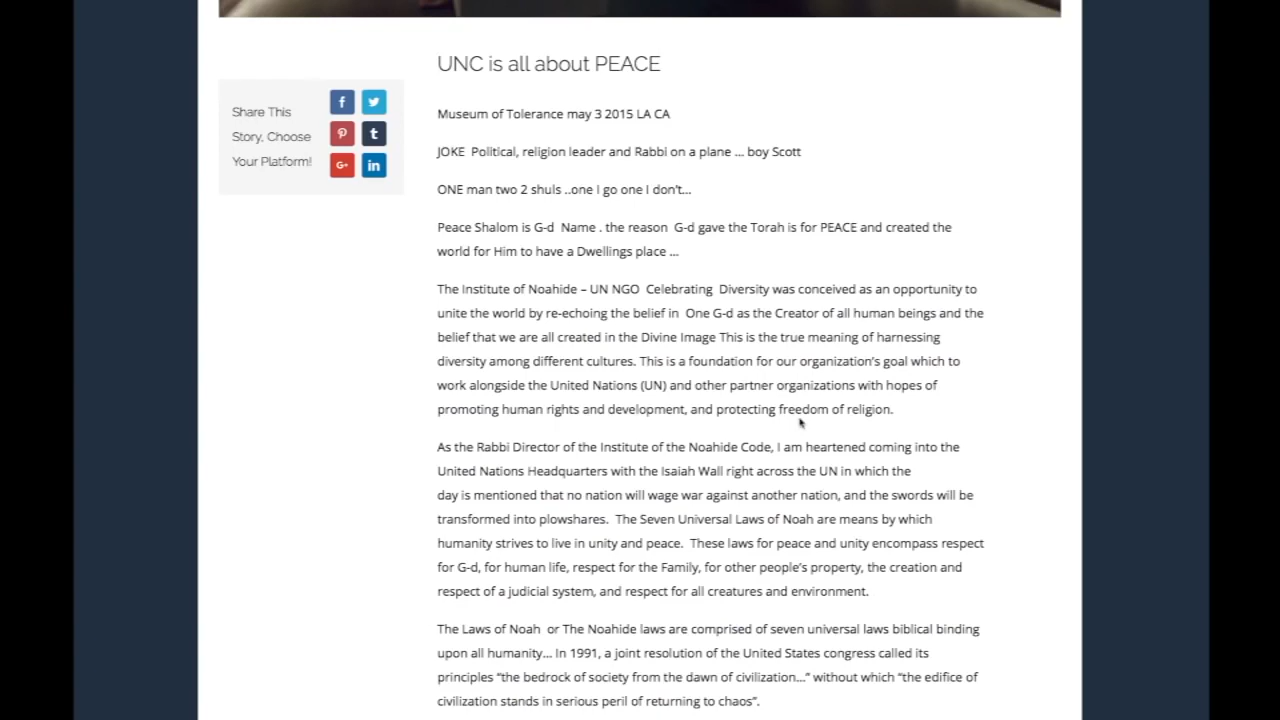 UNC is all about PEACE
Share This
Story, Choose
Your Platform!
f
t
G+
in
Museum of Tolerance may 3 2015 LA CA
JOKE  Political, religion leader and Rabbi on a plane ... boy Scott
ONE man two 2 shuls ..one I go one I don't...
Peace Shalom is G-d  Name . the reason  G-d gave the Torah is for PEACE and created the
world for Him to have a Dwellings place ...
The Institute of Noahide – UN NGO  Celebrating  Diversity was conceived as an opportunity to
unite the world by re-echoing the belief in  One G-d as the Creator of all human beings and the
belief that we are all created in the Divine Image This is the true meaning of harnessing
diversity among different cultures. This is a foundation for our organization's goal which to
work alongside the United Nations (UN) and other partner organizations with hopes of
promoting human rights and development, and protecting freedom of religion.
As the Rabbi Director of the Institute of the Noahide Code, I am heartened coming into the
United Nations Headquarters with the Isaiah Wall right across the UN in which the
day is mentioned that no nation will wage war against another nation, and the swords will be
transformed into plowshares.  The Seven Universal Laws of Noah are means by which
humanity strives to live in unity and peace.  These laws for peace and unity encompass respect
for G-d, for human life, respect for the Family, for other people's property, the creation and
respect of a judicial system, and respect for all creatures and environment.
The Laws of Noah  or The Noahide laws are comprised of seven universal laws biblical binding
upon all humanity... In 1991, a joint resolution of the United States congress called its
principles “the bedrock of society from the dawn of civilization...” without which “the edifice of
civilization stands in serious peril of returning to chaos”.